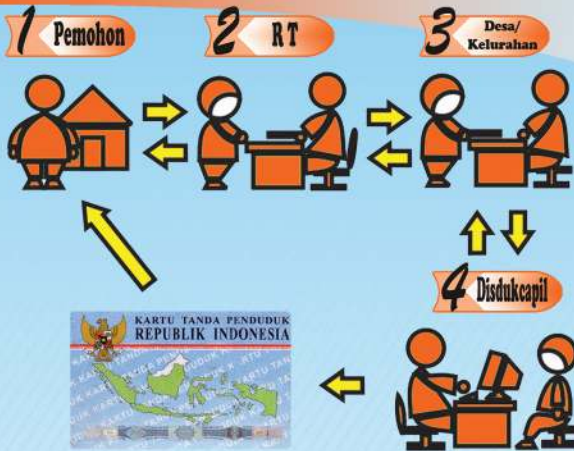 1 Pemohon
2 RT
3 Desa/
Kelurahan
4 Disdukcapil
KARTU TANDA PENDUDUK
REPUBLIK INDONESIA